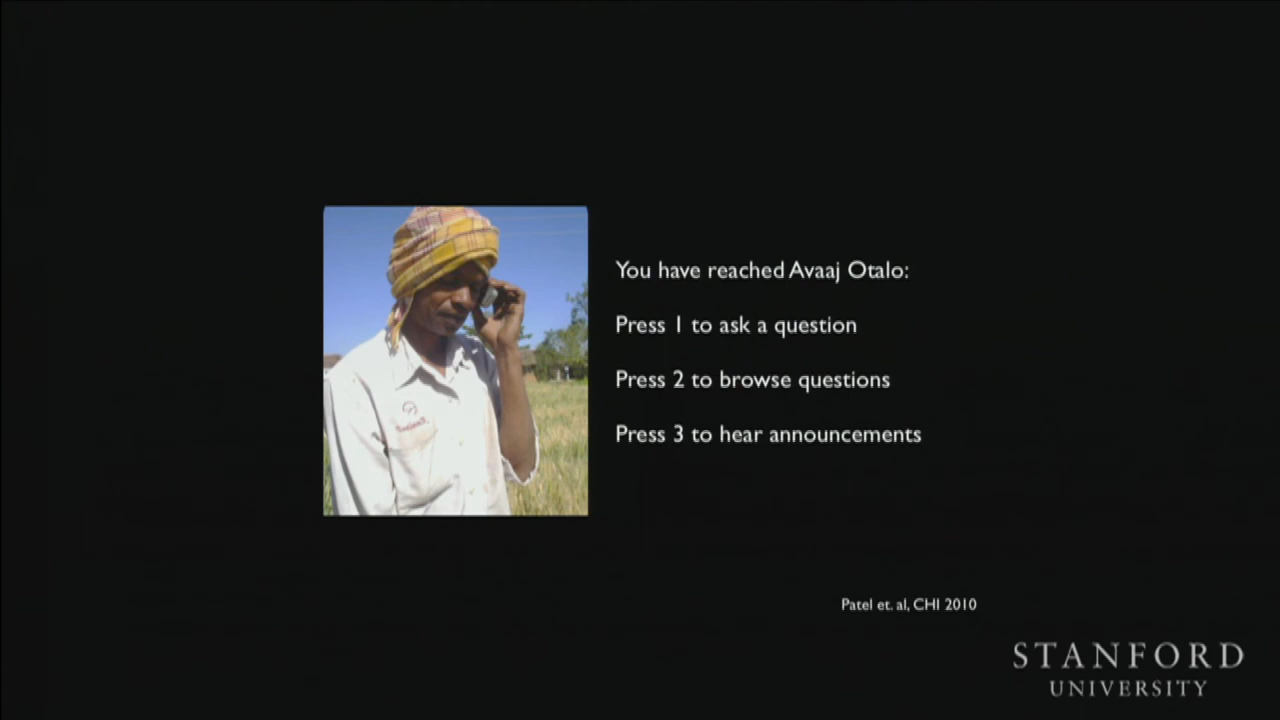 You have reached Avaaj Otalo:
Press 1 to ask a question
Press 2 to browse questions
Press 3 to hear announcements
Patel et. al, CHI 2010
STANFORD
UNIVERSITY